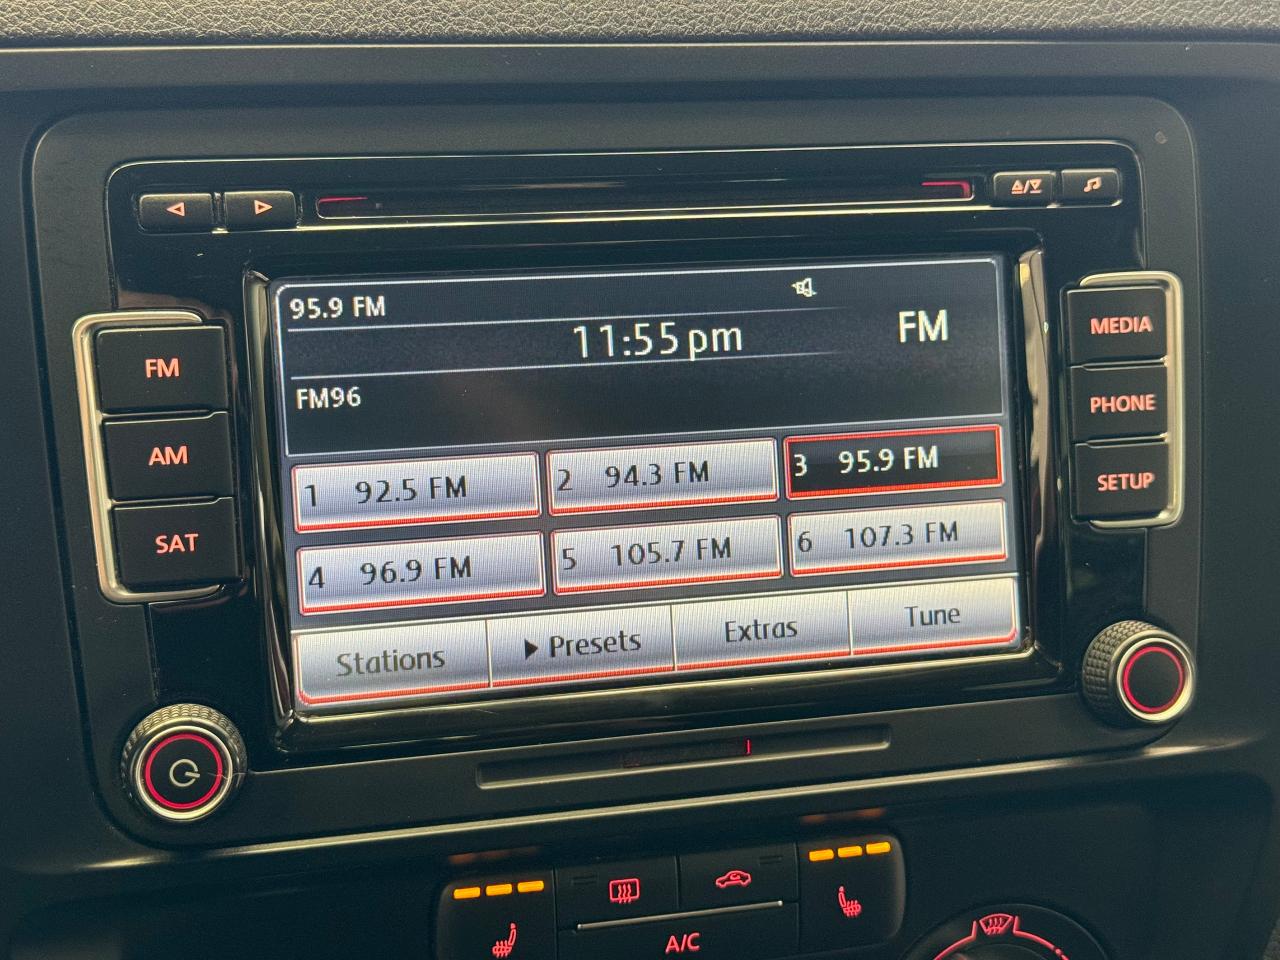 95.9 FM
11:55 pm
FM
FM96
1 92.5 FM
2 94.3 FM
3 95.9 FM
4 96.9 FM
5 105.7 FM
6 107.3 FM
Stations
Presets
Extras
Tune
FM
AM
SAT
MEDIA
PHONE
SETUP
A/C